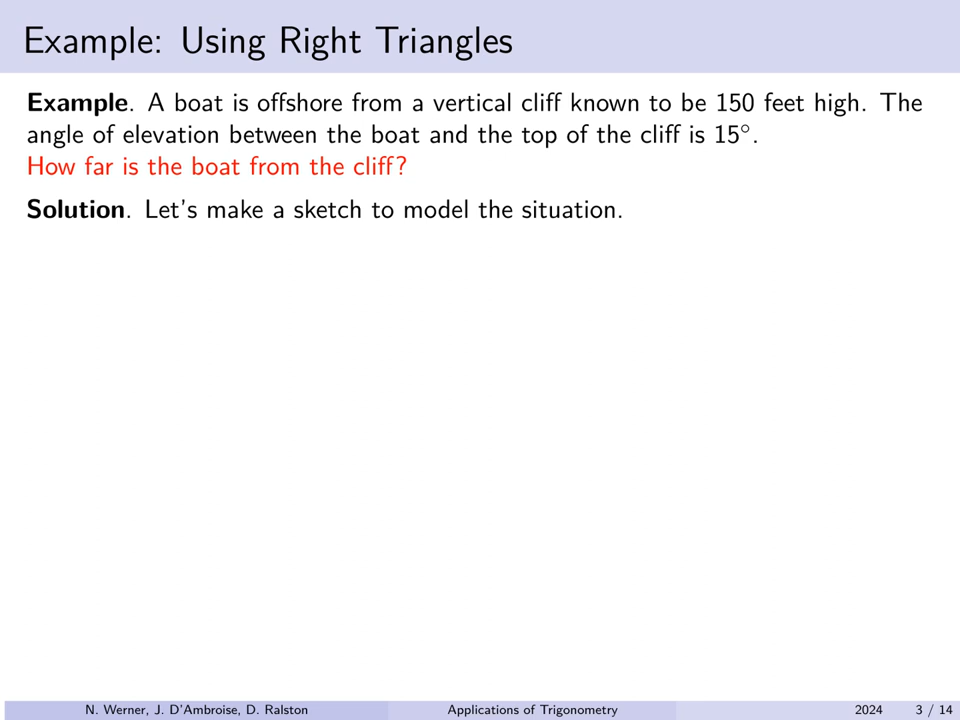 Example: Using Right Triangles
Example. A boat is offshore from a vertical cliff known to be 150 feet high. The
angle of elevation between the boat and the top of the cliff is 15°.
How far is the boat from the cliff?
Solution. Let's make a sketch to model the situation.
N. Werner, J. D'Ambroise, D. Ralston Applications of Trigonometry 2024 3 / 14